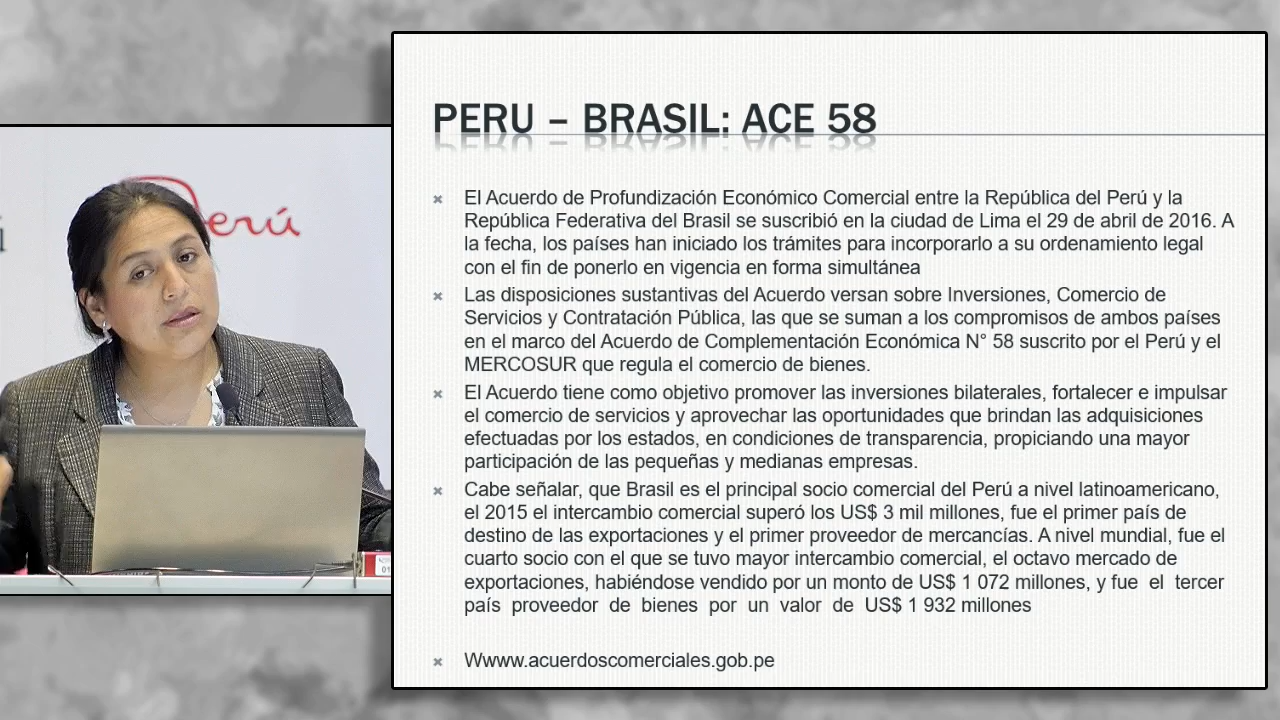 PERU – BRASIL: ACE 58
El Acuerdo de Profundización Económico Comercial entre la República del Perú y la
República Federativa del Brasil se suscribió en la ciudad de Lima el 29 de abril de 2016. A
la fecha, los países han iniciado los trámites para incorporarlo a su ordenamiento legal
con el fin de ponerlo en vigencia en forma simultánea
Las disposiciones sustantivas del Acuerdo versan sobre Inversiones, Comercio de
Servicios y Contratación Pública, las que se suman a los compromisos de ambos países
en el marco del Acuerdo de Complementación Económica N° 58 suscrito por el Perú y el
MERCOSUR que regula el comercio de bienes.
El Acuerdo tiene como objetivo promover las inversiones bilaterales, fortalecer e impulsar
el comercio de servicios y aprovechar las oportunidades que brindan las adquisiciones
efectuadas por los estados, en condiciones de transparencia, propiciando una mayor
participación de las pequeñas y medianas empresas.
Cabe señalar, que Brasil es el principal socio comercial del Perú a nivel latinoamericano,
el 2015 el intercambio comercial superó los US$ 3 mil millones, fue el primer país de
destino de las exportaciones y el primer proveedor de mercancías. A nivel mundial, fue el
cuarto socio con el que se tuvo mayor intercambio comercial, el octavo mercado de
exportaciones, habiéndose vendido por un monto de US$ 1 072 millones, y fue el tercer
país proveedor de bienes por un valor de US$ 1 932 millones
Wwww.acuerdoscomerciales.gob.pe
Perú